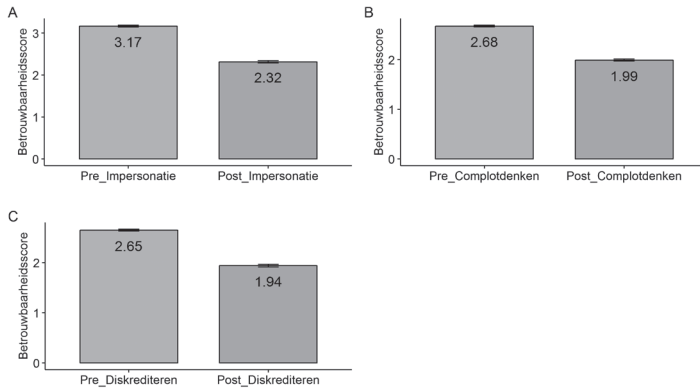 A
Betrouwbaarheidsscore
3
2
1
0
3.17
2.32
Pre_Impersonatie
Post_Impersonatie
B
Betrouwbaarheidsscore
2
1
0
2.68
1.99
Pre_Complotdenken
Post_Complotdenken
C
Betrouwbaarheidsscore
2
1
0
2.65
1.94
Pre_Diskrediteren
Post_Diskrediteren